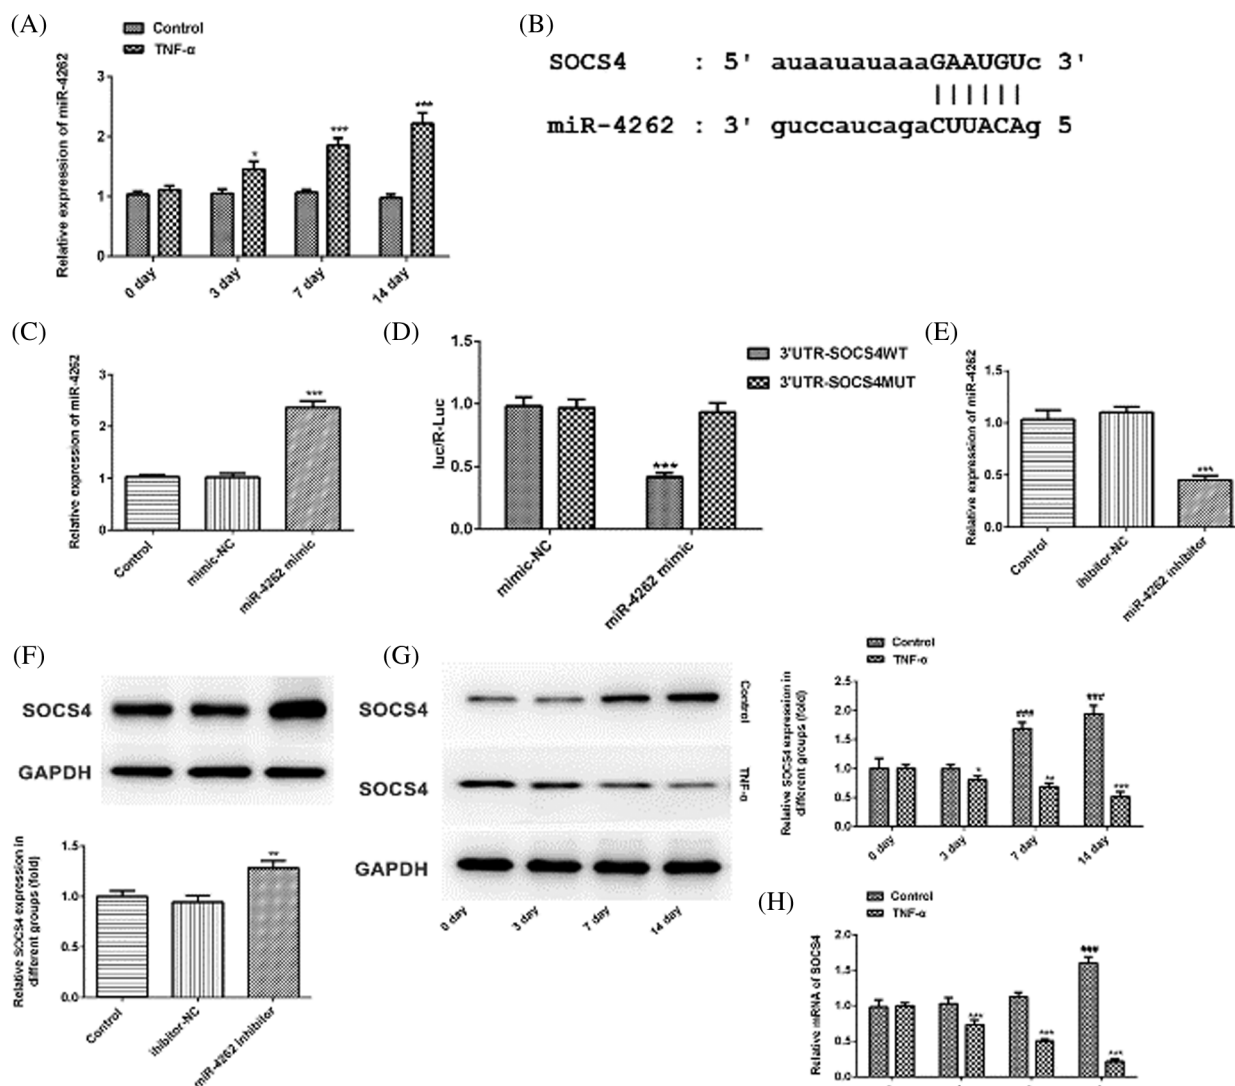 (A)
Control
TNF-α
Relative expression of miR-4262
3
2
1
0
*
***
***
0 day
3 day
7 day
14 day
(B)
SOCS4 : 5' auaauauaaaGAAUGUc 3'
miR-4262 : 3' guccaucagaCUUACAg 5
(C)
Relative expression of miR-4262
3
2
1
0
***
Control
mimic-NC
miR-4262 mimic
(D)
luc/R-Luc
1.5
1.0
0.5
0.0
***
mimic-NC
miR-4262 mimic
3'UTR-SOCS4WT
3'UTR-SOCS4MUT
(E)
Relative expression of miR-4262
1.5
1.0
0.5
0.0
***
Control
ihibitor-NC
miR-4262 inhibitor
(F)
SOCS4
GAPDH
Relative SOCS4 expression in
different groups (fold)
1.5
1.0
0.5
0.0
**
Control
ihibitor-NC
miR-4262 inhibitor
(G)
SOCS4
Control
SOCS4
TNF-α
GAPDH
0 day
3 day
7 day
14 day
Control
TNF-α
Relative SOCS4 expression in
different groups (fold)
2.5
2.0
1.5
1.0
0.5
0.0
*
###
**
###
***
0 day
3 day
7 day
14 day
(H)
Control
TNF-α
Relative mRNA of SOCS4
2.0
1.5
1.0
0.5
0.0
***
***
###
***